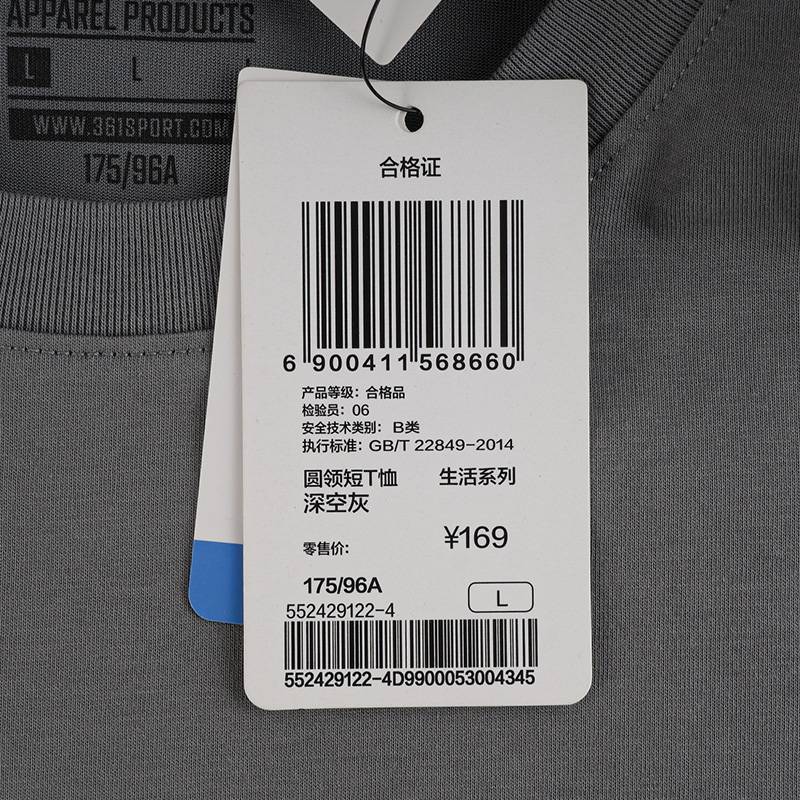 APPAREL PRODUCTS
L L L
WWW.361SPORT.COM
175/96A
合格证
6 900411 568660
产品等级：合格品
检验员：06
安全技术类别： B类
执行标准：GB/T 22849-2014
圆领短T恤 生活系列
深空灰
零售价: ¥169
175/96A
552429122-4 L
552429122-4D9900053004345